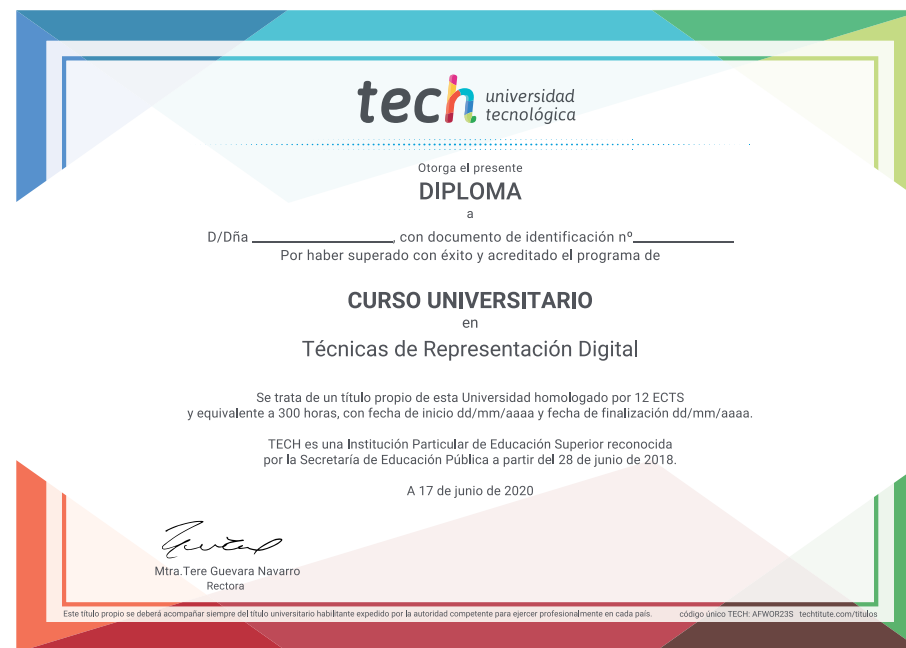 tech universidad
tecnológica
Otorga el presente
DIPLOMA
a
D/Dña ____________________, con documento de identificación nº______________
Por haber superado con éxito y acreditado el programa de
CURSO UNIVERSITARIO
en
Técnicas de Representación Digital
Se trata de un título propio de esta Universidad homologado por 12 ECTS
y equivalente a 300 horas, con fecha de inicio dd/mm/aaaa y fecha de finalización dd/mm/aaaa.
TECH es una Institución Particular de Educación Superior reconocida
por la Secretaría de Educación Pública a partir del 28 de junio de 2018.
A 17 de junio de 2020
Mtra.Tere Guevara Navarro
Rectora
Este título propio se deberá acompañar siempre del título universitario habilitante expedido por la autoridad competente para ejercer profesionalmente en cada país. código único TECH: AFWOR23S techtitute.com/titulos